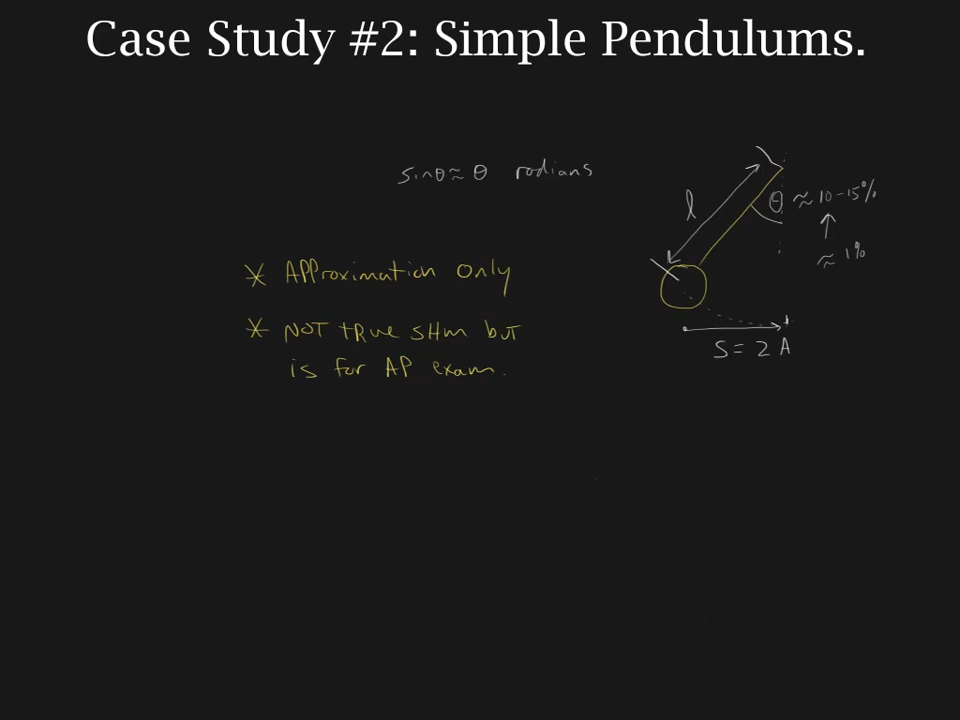 Case Study #2: Simple Pendulums.
sinθ ≈ θ radians
l
θ ≈ 10-15%
≈ 1%
* Approximation Only
* NOT tRue SHm but
is for AP exam.
S = 2 A